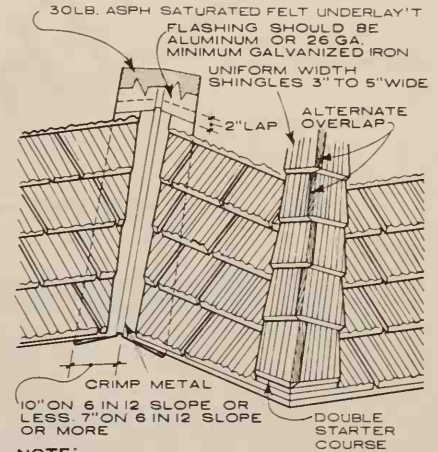 30LB. ASPH SATURATED FELT UNDERLAY'T
FLASHING SHOULD BE
ALUMINUM OR 26 GA.
MINIMUM GALVANIZED IRON
UNIFORM WIDTH
SHINGLES 3" TO 5" WIDE
ALTERNATE
OVERLAP
2" LAP
CRIMP METAL
10" ON 6 IN 12 SLOPE OR
LESS. 7" ON 6 IN 12 SLOPE
OR MORE
DOUBLE
STARTER
COURSE
NOTE: